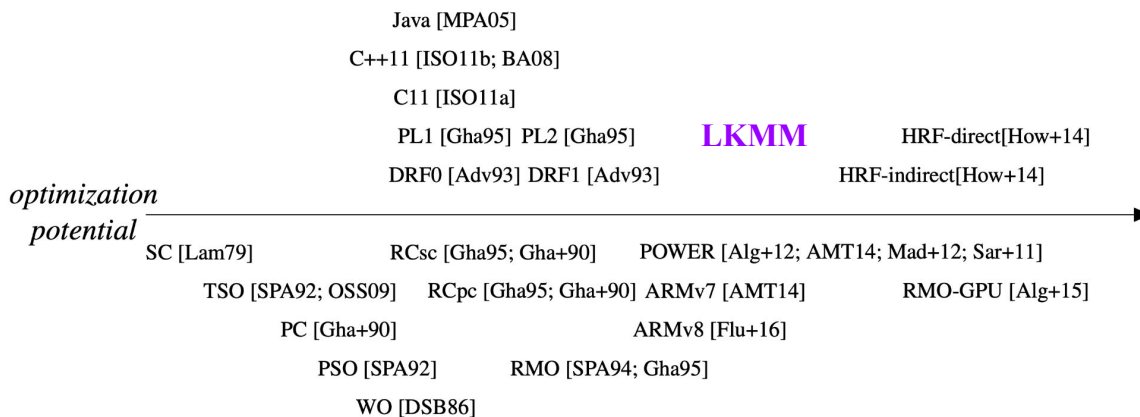 Java [MPA05]
C++11 [ISO11b; BA08]
C11 [ISO11a]
PL1 [Gha95] PL2 [Gha95] LKMM HRF-direct[How+14]
DRF0 [Adv93] DRF1 [Adv93] HRF-indirect[How+14]
optimization
potential
SC [Lam79] RCsc [Gha95; Gha+90] POWER [Alg+12; AMT14; Mad+12; Sar+11]
TSO [SPA92; OSS09] RCpc [Gha95; Gha+90] ARMv7 [AMT14] RMO-GPU [Alg+15]
PC [Gha+90] ARMv8 [Flu+16]
PSO [SPA92] RMO [SPA94; Gha95]
WO [DSB86]